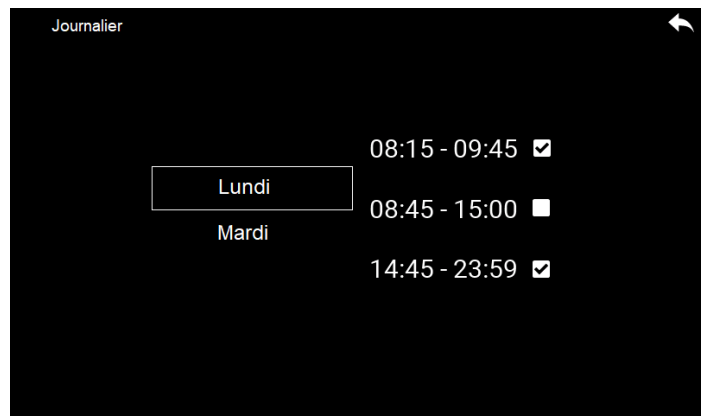 Journalier
Lundi
Mardi
08:15 - 09:45
08:45 - 15:00
14:45 - 23:59